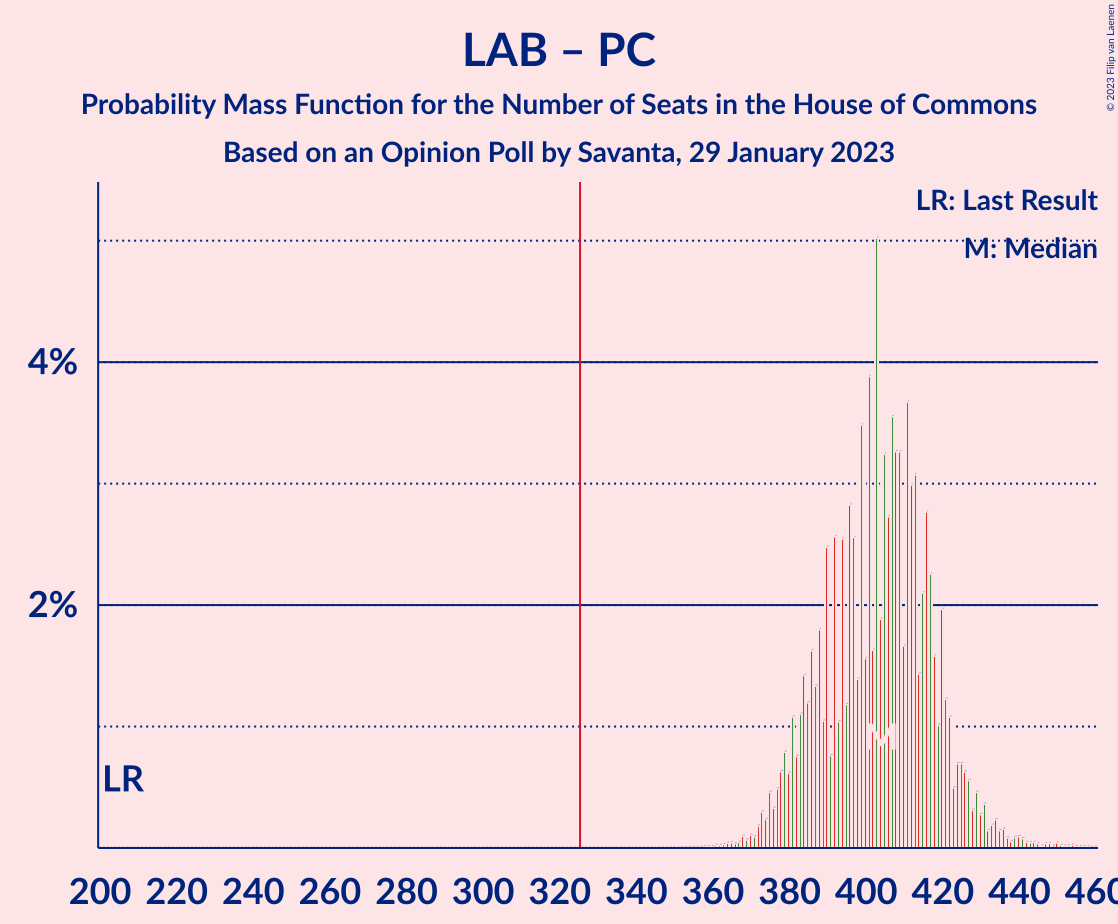 LAB – PC
Probability Mass Function for the Number of Seats in the House of Commons
Based on an Opinion Poll by Savanta, 29 January 2023
© 2023 Filip van Laenen
LR: Last Result
M: Median
4%
2%
LR
200 220 240 260 280 300 320 340 360 380 400 420 440 460